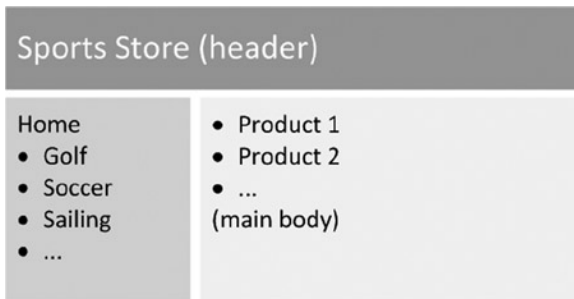 Sports Store (header)
Home
• Golf
• Soccer
• Sailing
• ...
• Product 1
• Product 2
• ...
(main body)